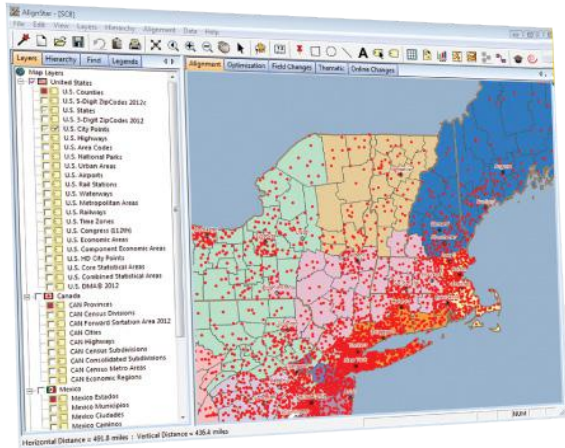 AlignStar - [SC8]
File Edit View Layers Hierarchy Alignment Data Help
Layers Hierarchy Find Legends
Alignment Optimization Field Changes Thematic Online Changes
Map Layers
United States
U.S. Counties
U.S. 5-Digit ZipCodes 2012c
U.S. States
U.S. 3-Digit ZipCodes 2012
U.S. City Points
U.S. Highways
U.S. Area Codes
U.S. National Parks
U.S. Urban Areas
U.S. Airports
U.S. Rail Stations
U.S. Waterways
U.S. Metropolitan Areas
U.S. Railways
U.S. Time Zones
U.S. Congress (112th)
U.S. Economic Areas
U.S. Component Economic Areas
U.S. HD City Points
U.S. Core Statistical Areas
U.S. Combined Statistical Areas
U.S. DMA® 2012
Canada
CAN Provinces
CAN Census Divisions
CAN Forward Sortation Area 2012
CAN Cities
CAN Highways
CAN Census Subdivisions
CAN Consolidated Subdivisions
CAN Census Metro Areas
CAN Economic Regions
Mexico
Mexico Estados
Mexico Municipios
Mexico Ciudades
Mexico Caminos
Augusta
New York
Horizontal Distance = 491.8 miles : Vertical Distance = 436.4 miles
NUM